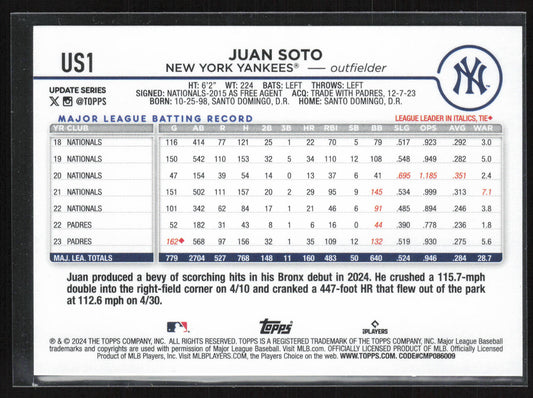 US1
JUAN SOTO
NEW YORK YANKEES® — outfielder
UPDATE SERIES
@TOPPS
HT: 6'2" WT: 224 BATS: LEFT THROWS: LEFT
SIGNED: NATIONALS-2015 AS FREE AGENT ACQ: TRADE WITH PADRES, 12-7-23
BORN: 10-25-98, SANTO DOMINGO, D.R. HOME: SANTO DOMINGO, D.R.
MAJOR LEAGUE BATTING RECORD LEAGUE LEADER IN ITALICS, TIE♦
YR CLUB G AB R H 2B 3B HR RBI SB BB SLG OPS AVG WAR
18 NATIONALS 116 414 77 121 25 1 22 70 5 79 .517 .923 .292 3.0
19 NATIONALS 150 542 110 153 32 5 34 110 12 108 .548 .949 .282 5.0
20 NATIONALS 47 154 39 54 14 0 13 37 6 41 .695 1.185 .351 2.4
21 NATIONALS 151 502 111 157 20 2 29 95 9 145 .534 .999 .313 7.1
22 NATIONALS 101 342 62 84 17 1 21 46 6 91 .485 .894 .246 3.8
22 PADRES 52 182 31 43 8 1 6 16 0 44 .390 .778 .236 1.8
23 PADRES 162♦ 568 97 156 32 1 35 109 12 132 .519 .930 .275 5.6
MAJ. LEA. TOTALS 779 2704 527 768 148 11 160 483 50 640 .524 .946 .284 28.7
Juan produced a bevy of scorching hits in his Bronx debut in 2024. He crushed a 115.7-mph
double into the right-field corner on 4/10 and cranked a 447-foot HR that flew out of the park
at 112.6 mph on 4/30.
Topps
PLAYERS
® & © 2024 THE TOPPS COMPANY, INC. ALL RIGHTS RESERVED. TOPPS IS A REGISTERED TRADEMARK OF THE TOPPS COMPANY, INC. Major League Baseball
trademarks and copyrights are used with permission of Major League Baseball. Visit MLB.com. OFFICIALLY LICENSED PRODUCT OF MLB. Officially Licensed
Product of MLB Players, Inc. Visit MLBPLAYERS.COM, the Players Choice on the web. WWW.TOPPS.COM. CODE#CMP086009